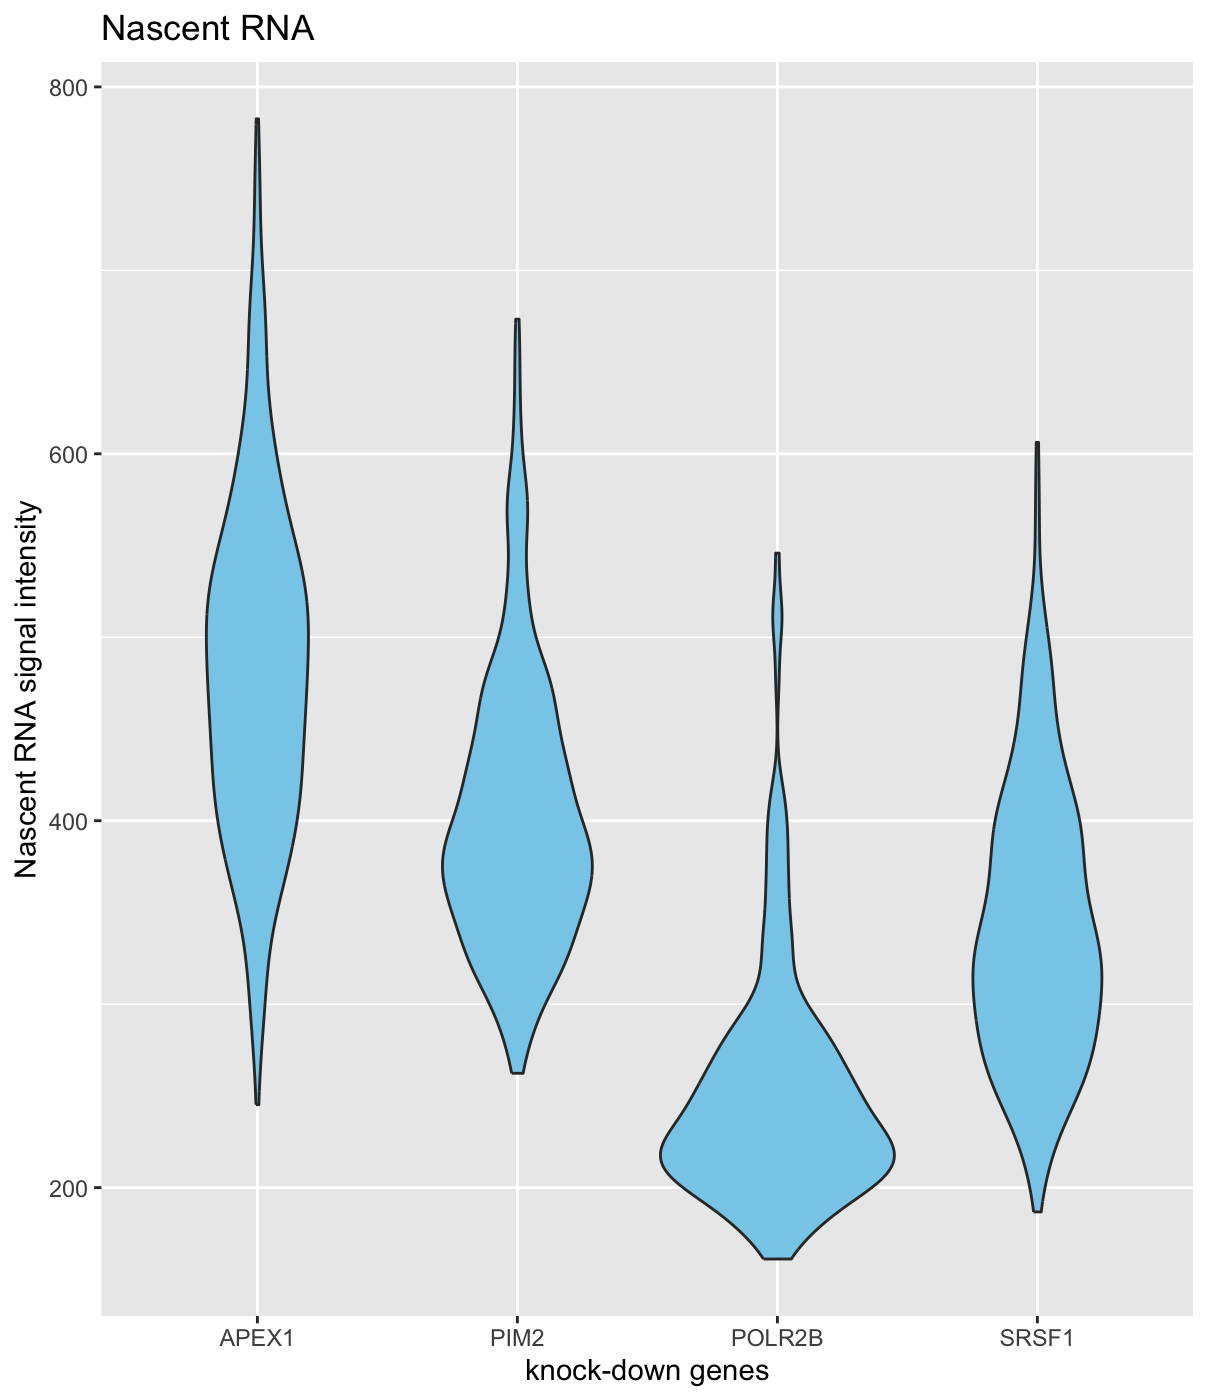 Nascent RNA
800
600
400
200
Nascent RNA signal intensity
APEX1
PIM2
POLR2B
SRSF1
knock-down genes